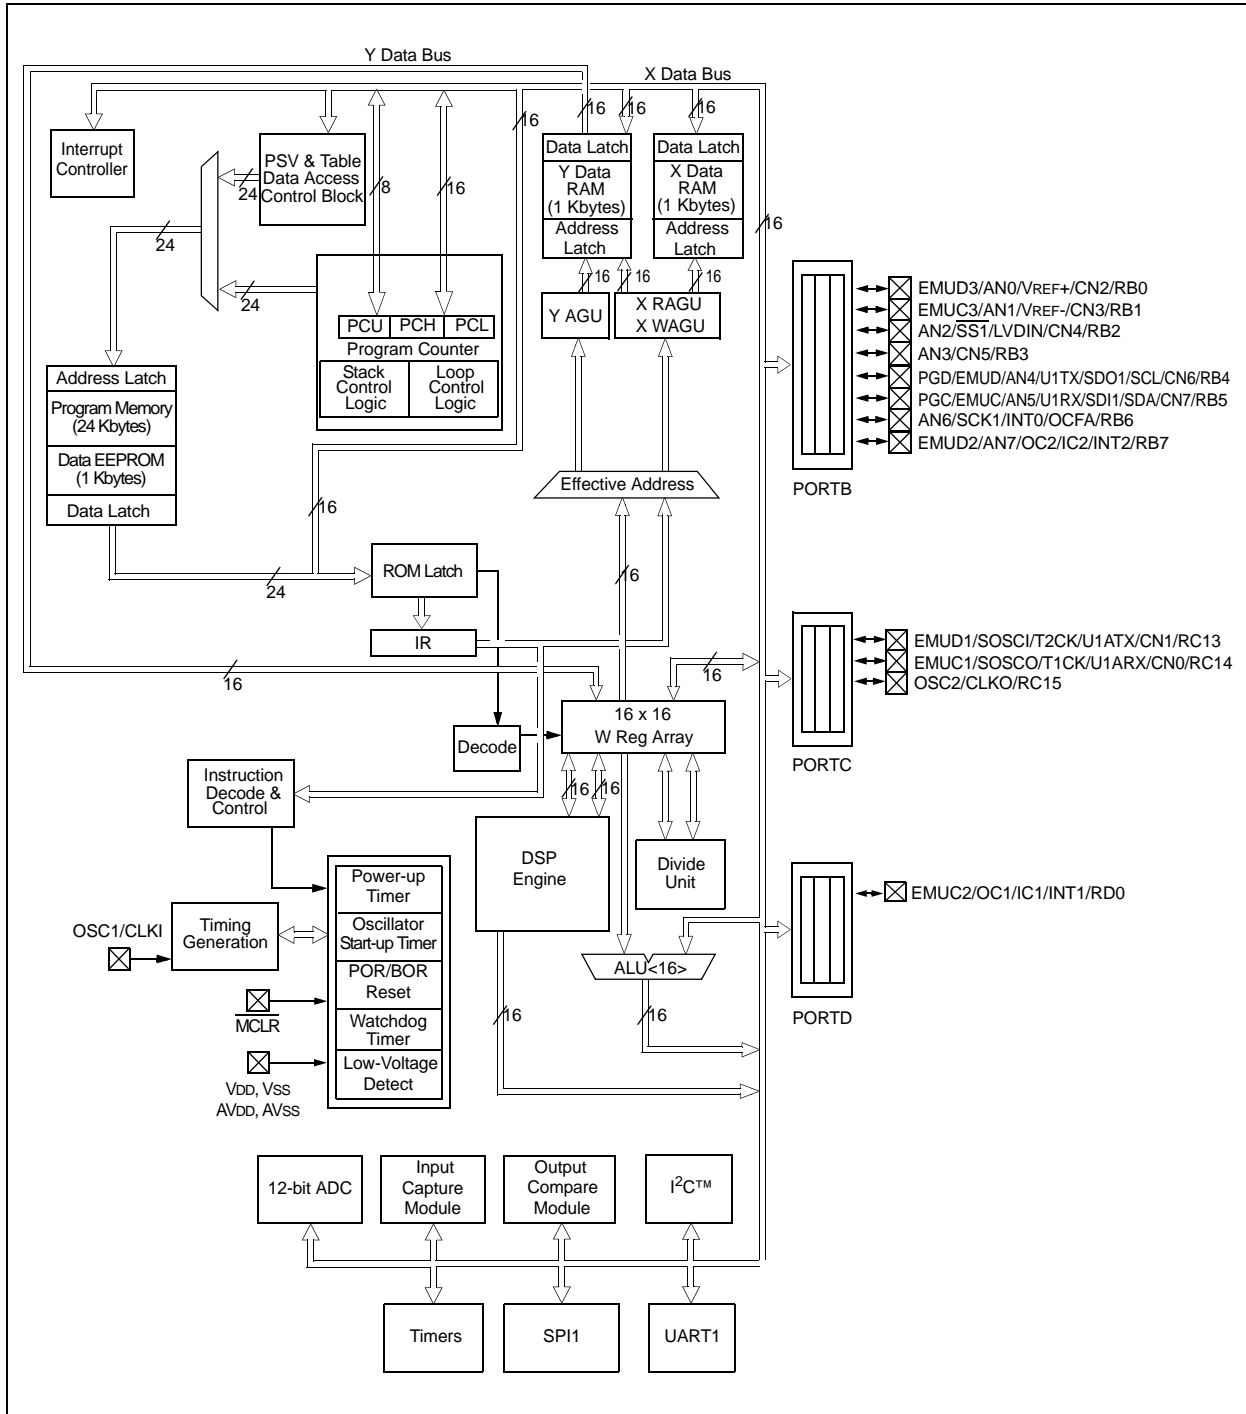 Y Data Bus
X Data Bus
16
16
16
16
16
Interrupt
Controller
PSV & Table
Data Access
Control Block
24
8
16
24
24
Data Latch
Y Data
RAM
(1 Kbytes)
Address
Latch
Data Latch
X Data
RAM
(1 Kbytes)
Address
Latch
16
16
16
16
Y AGU
X RAGU
X WAGU
PCU
PCH
PCL
Program Counter
Stack
Control
Logic
Loop
Control
Logic
Address Latch
Program Memory
(24 Kbytes)
Data EEPROM
(1 Kbytes)
Data Latch
Effective Address
16
16
24
ROM Latch
IR
16
16
16 x 16
W Reg Array
Decode
Instruction
Decode &
Control
16
16
DSP
Engine
Divide
Unit
Power-up
Timer
Oscillator
Start-up Timer
POR/BOR
Reset
Watchdog
Timer
Low-Voltage
Detect
OSC1/CLKI
Timing
Generation
MCLR
VDD, VSS
AVDD, AVSS
ALU<16>
16
16
EMUD3/AN0/VREF+/CN2/RB0
EMUC3/AN1/VREF-/CN3/RB1
AN2/SS1/LVDIN/CN4/RB2
AN3/CN5/RB3
PGD/EMUD/AN4/U1TX/SDO1/SCL/CN6/RB4
PGC/EMUC/AN5/U1RX/SDI1/SDA/CN7/RB5
AN6/SCK1/INT0/OCFA/RB6
EMUD2/AN7/OC2/IC2/INT2/RB7
PORTB
EMUD1/SOSCI/T2CK/U1ATX/CN1/RC13
EMUC1/SOSCO/T1CK/U1ARX/CN0/RC14
OSC2/CLKO/RC15
PORTC
EMUC2/OC1/IC1/INT1/RD0
PORTD
12-bit ADC
Input
Capture
Module
Output
Compare
Module
I²C™
Timers
SPI1
UART1